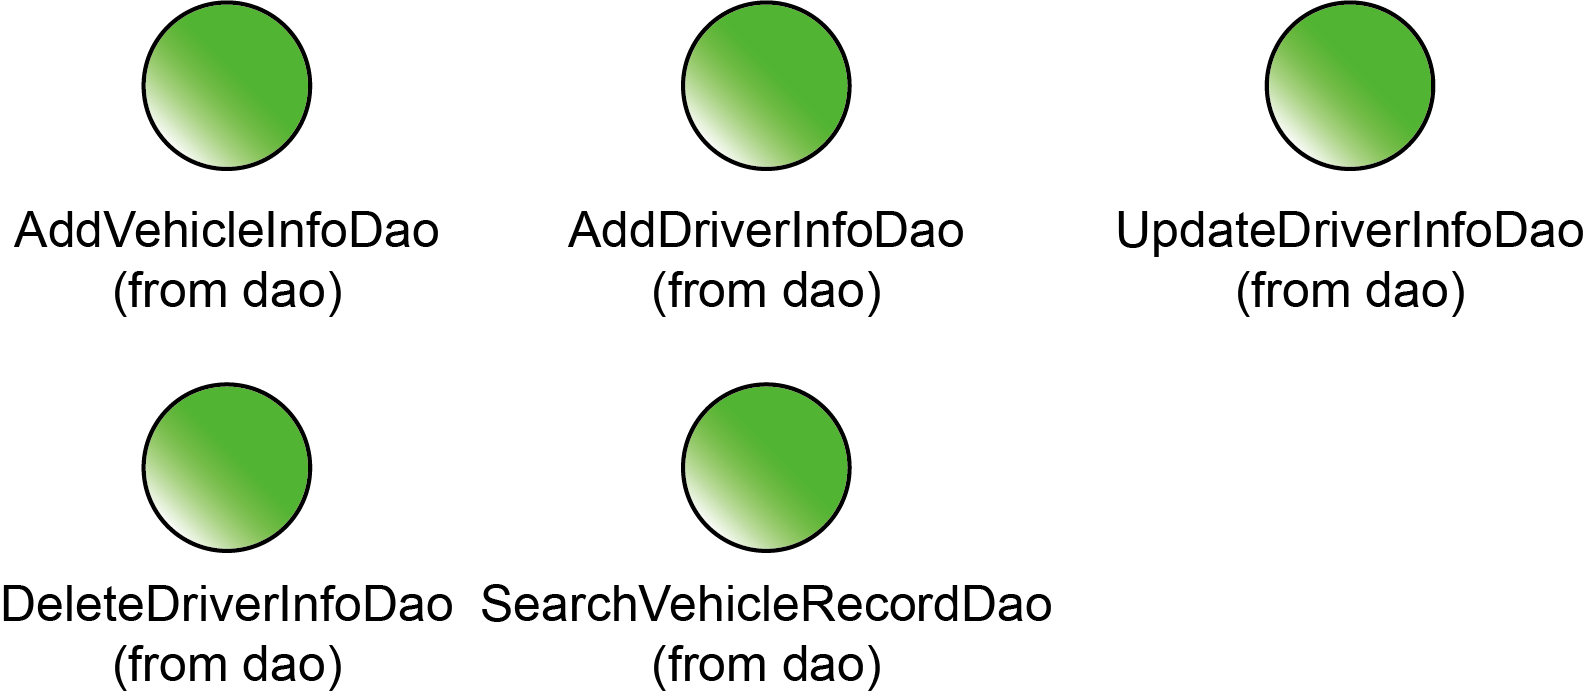 AddVehicleInfoDao
(from dao)
AddDriverInfoDao
(from dao)
UpdateDriverInfoDao
(from dao)
DeleteDriverInfoDao
(from dao)
SearchVehicleRecordDao
(from dao)